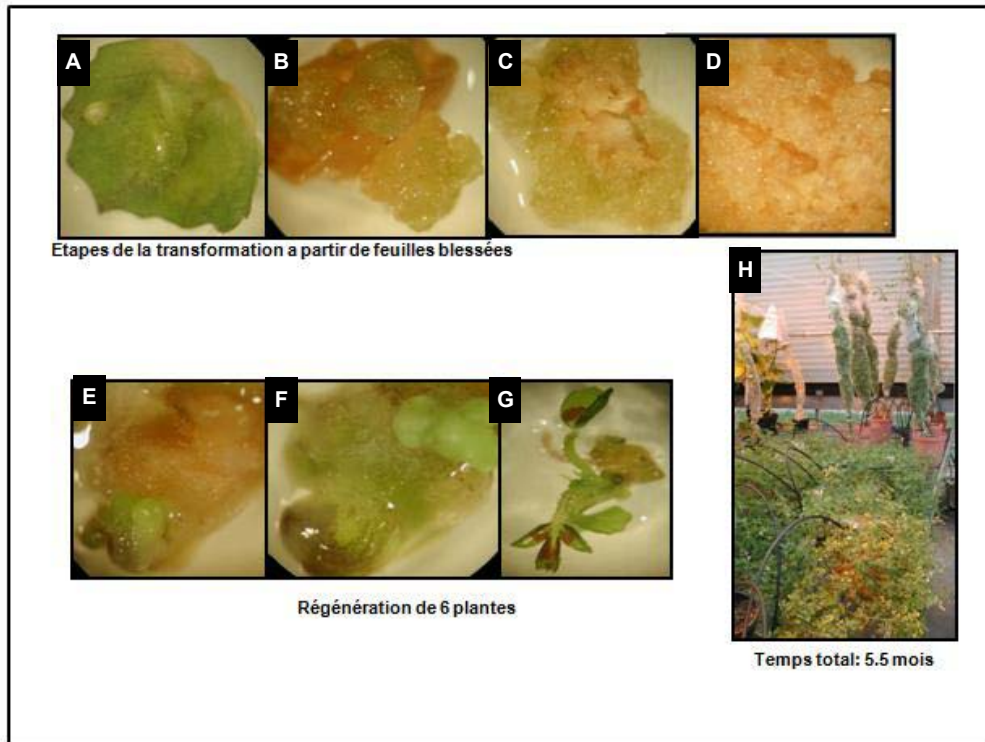 A
B
C
D
Etapes de la transformation a partir de feuilles blessées
H
E
F
G
Régénération de 6 plantes
Temps total: 5.5 mois